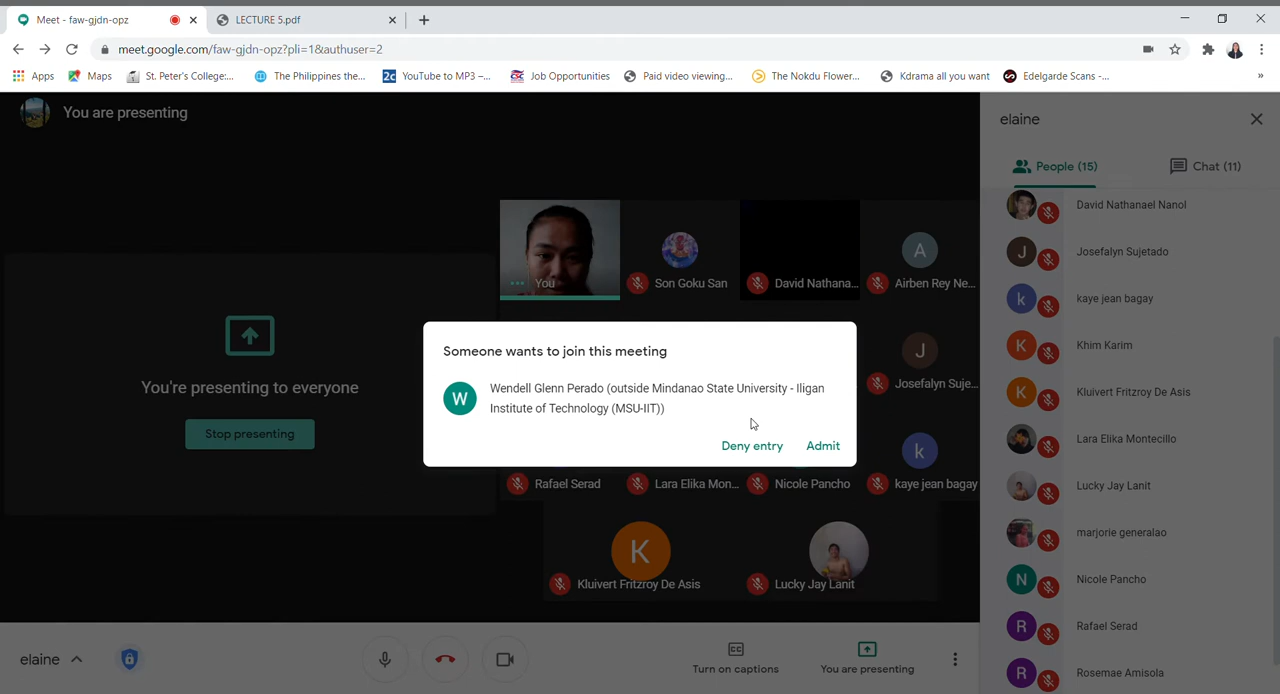 Meet - faw-gjdn-opz
LECTURE 5.pdf
meet.google.com/faw-gjdn-opz?pli=1&authuser=2
Apps
Maps
St. Peter's College:...
The Philippines the...
YouTube to MP3 –...
Job Opportunities
Paid video viewing...
The Nokdu Flower...
Kdrama all you want
Edelgarde Scans -...
»
You are presenting
elaine
People (15)
Chat (11)
You're presenting to everyone
Stop presenting
You
Son Goku San
David Nathana...
A
Airben Rey Ne...
J
Josefalyn Suje...
Rafael Serad
Lara Elika Mon...
Nicole Pancho
k
kaye jean bagay
K
Kluivert Fritzroy De Asis
Lucky Jay Lanit
Someone wants to join this meeting
W
Wendell Glenn Perado (outside Mindanao State University - Iligan
Institute of Technology (MSU-IIT))
Deny entry
Admit
David Nathanael Nanol
J
Josefalyn Sujetado
k
kaye jean bagay
K
Khim Karim
K
Kluivert Fritzroy De Asis
Lara Elika Montecillo
Lucky Jay Lanit
marjorie generalao
N
Nicole Pancho
R
Rafael Serad
R
Rosemae Amisola
elaine
CC
Turn on captions
You are presenting